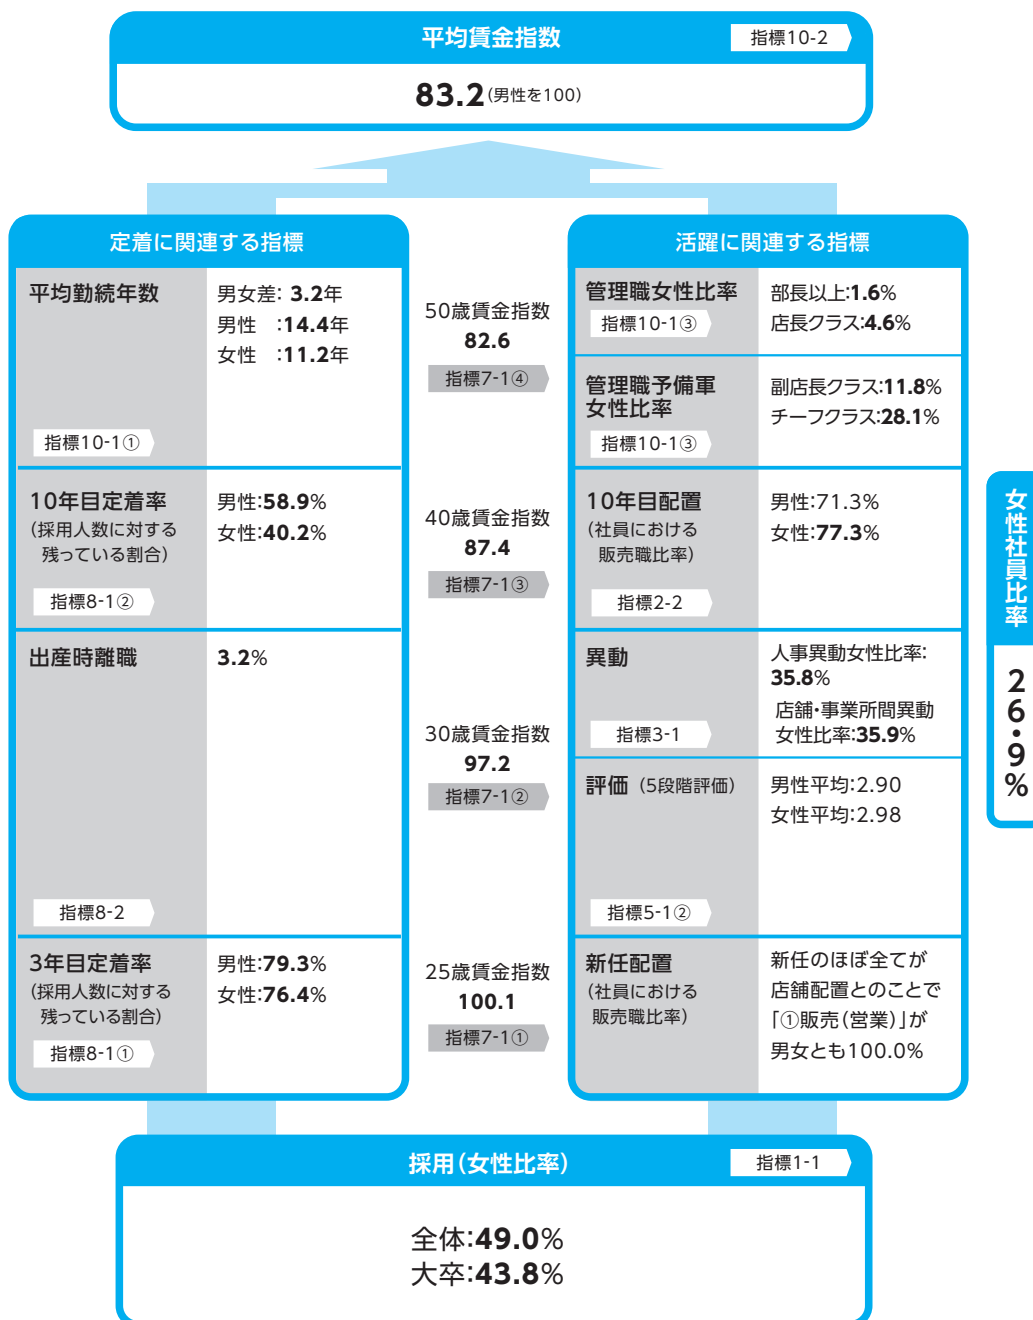 平均賃金指数
指標10-2
83.2(男性を100)
定着に関連する指標
平均勤続年数
男女差: 3.2年
男性 :14.4年
女性 :11.2年
指標10-1①
10年目定着率
(採用人数に対する
残っている割合)
男性:58.9%
女性:40.2%
指標8-1②
出産時離職
3.2%
指標8-2
3年目定着率
(採用人数に対する
残っている割合)
男性:79.3%
女性:76.4%
指標8-1①
50歳賃金指数
82.6
指標7-1④
40歳賃金指数
87.4
指標7-1③
30歳賃金指数
97.2
指標7-1②
25歳賃金指数
100.1
指標7-1①
活躍に関連する指標
管理職女性比率
指標10-1③
部長以上:1.6%
店長クラス:4.6%
管理職予備軍
女性比率
指標10-1③
副店長クラス:11.8%
チーフクラス:28.1%
10年目配置
(社員における
販売職比率)
男性:71.3%
女性:77.3%
指標2-2
異動
人事異動女性比率:
35.8%
店舗・事業所間異動
女性比率:35.9%
指標3-1
評価(5段階評価)
男性平均:2.90
女性平均:2.98
指標5-1②
新任配置
(社員における
販売職比率)
新任のほぼ全てが
店舗配置とのことで
「①販売(営業)」が
男女とも100.0%
女性社員比率
26・9%
採用(女性比率)
指標1-1
全体:49.0%
大卒:43.8%